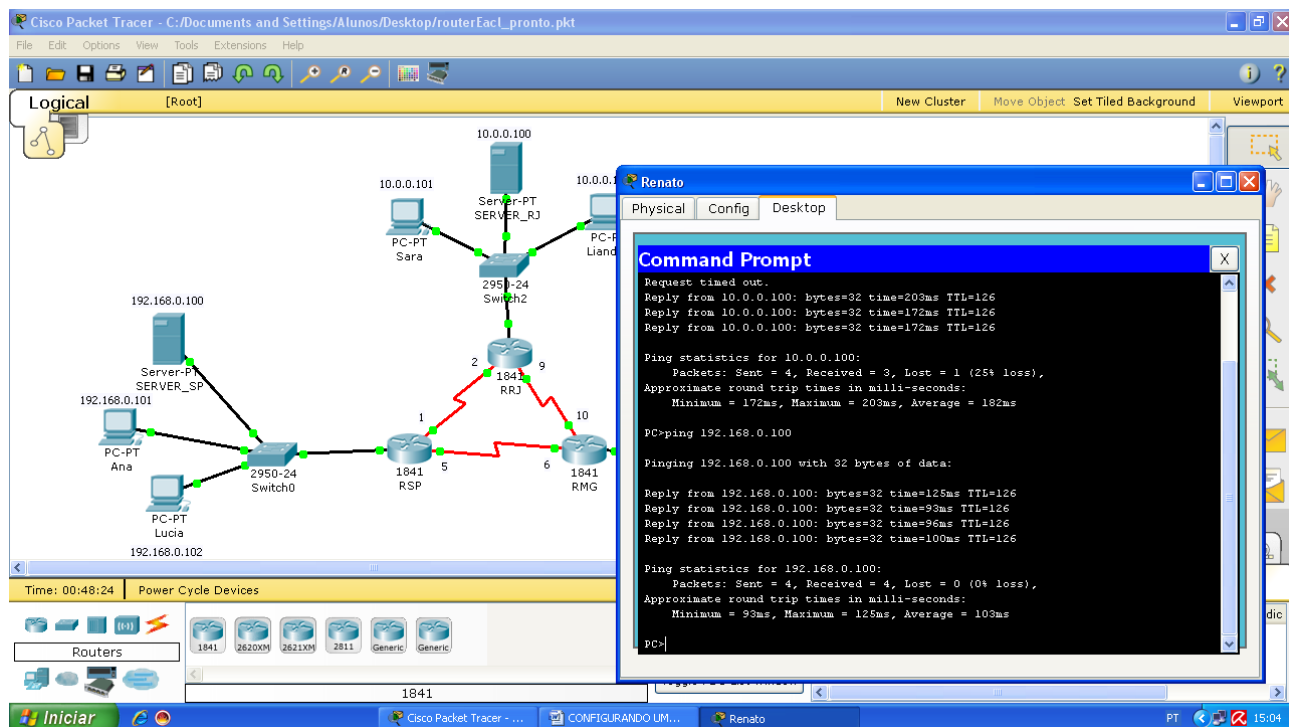 Cisco Packet Tracer - C:/Documents and Settings/Alunos/Desktop/routerEacl_pronto.pkt
File Edit Options View Tools Extensions Help
Logical [Root] New Cluster Move Object Set Tiled Background Viewport
10.0.0.100
Server-PT
SERVER_RJ
10.0.0.101
PC-PT
Sara
10.0.0.1
Liand
2950-24
Switch2
192.168.0.100
Server-PT
SERVER_SP
192.168.0.101
PC-PT
Ana
2950-24
Switch0
PC-PT
Lucia
192.168.0.102
2
9
1841
RRJ
1
10
1841
RSP
5
6
1841
RMG
Renato
Physical Config Desktop
Command Prompt X
Request timed out.
Reply from 10.0.0.100: bytes=32 time=203ms TTL=126
Reply from 10.0.0.100: bytes=32 time=172ms TTL=126
Reply from 10.0.0.100: bytes=32 time=172ms TTL=126
Ping statistics for 10.0.0.100:
Packets: Sent = 4, Received = 3, Lost = 1 (25% loss),
Approximate round trip times in milli-seconds:
Minimum = 172ms, Maximum = 203ms, Average = 182ms
PC>ping 192.168.0.100
Pinging 192.168.0.100 with 32 bytes of data:
Reply from 192.168.0.100: bytes=32 time=125ms TTL=126
Reply from 192.168.0.100: bytes=32 time=93ms TTL=126
Reply from 192.168.0.100: bytes=32 time=96ms TTL=126
Reply from 192.168.0.100: bytes=32 time=100ms TTL=126
Ping statistics for 192.168.0.100:
Packets: Sent = 4, Received = 4, Lost = 0 (0% loss),
Approximate round trip times in milli-seconds:
Minimum = 93ms, Maximum = 125ms, Average = 103ms
PC>
Time: 00:48:24 Power Cycle Devices
dic
Routers
1841 2620XM 2621XM 2811 Generic Generic
1841
Iniciar Cisco Packet Tracer - ... CONFIGURANDO UM... Renato PT 15:04